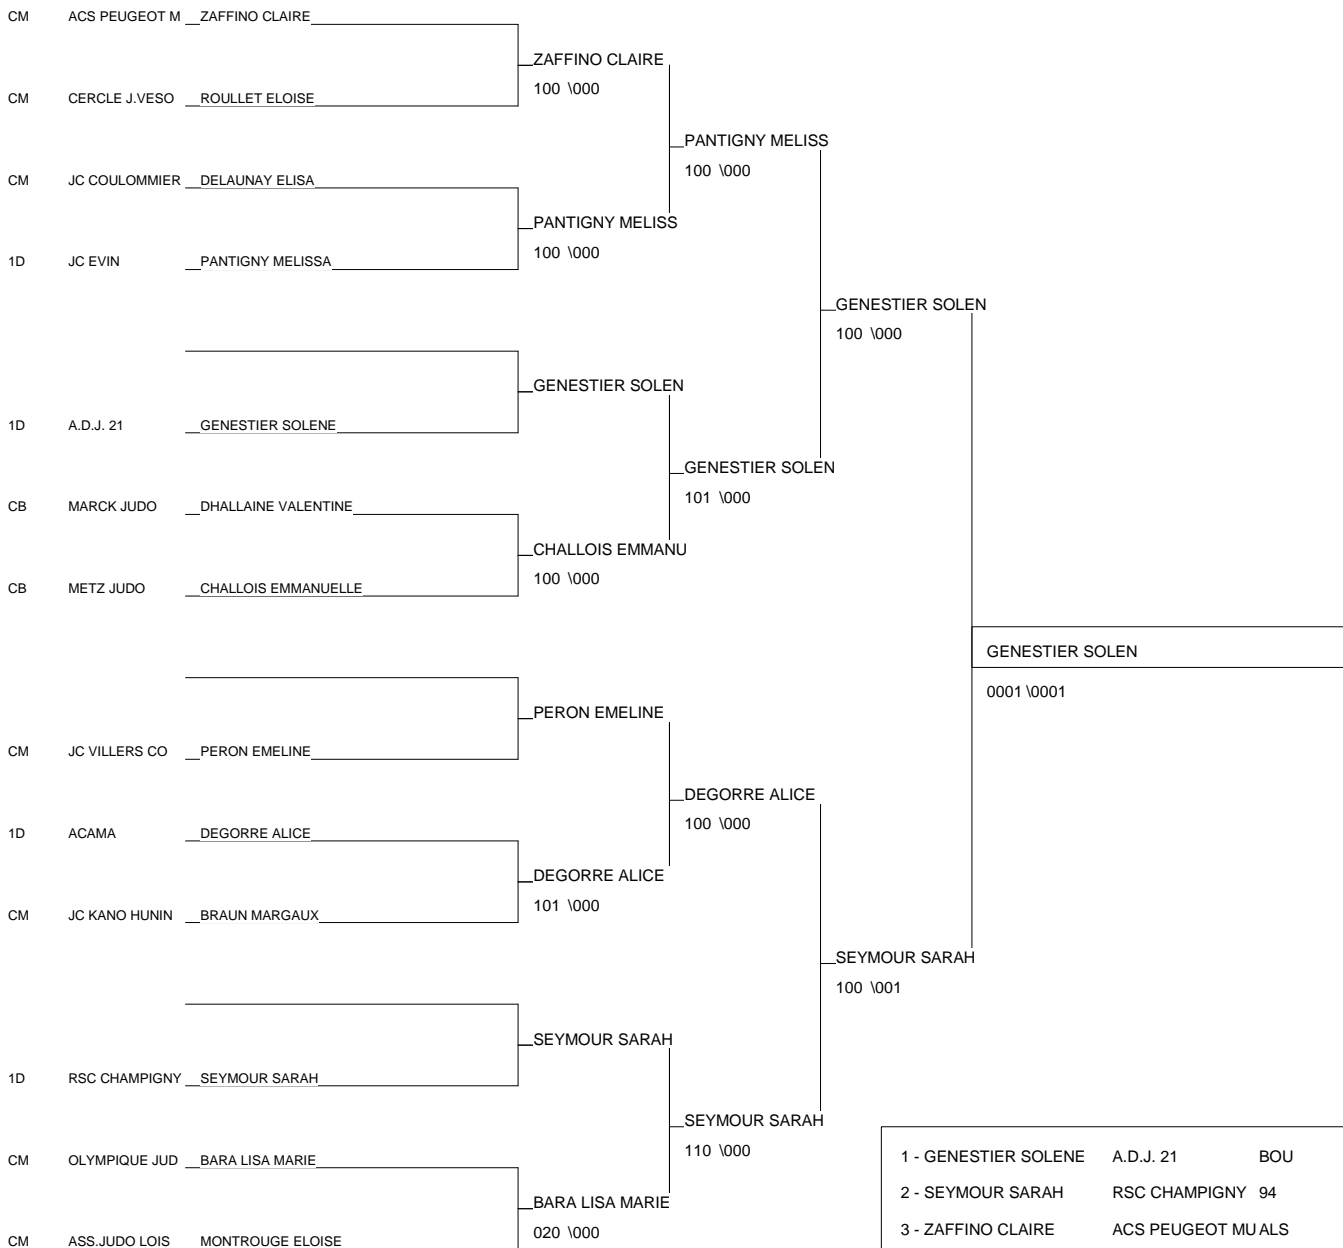 CM ACS PEUGEOT M ZAFFINO CLAIRE
ZAFFINO CLAIRE
100 \000
CM CERCLE J.VESO ROULLET ELOISE
PANTIGNY MELISS
100 \000
CM JC COULOMMIER DELAUNAY ELISA
PANTIGNY MELISS
100 \000
1D JC EVIN PANTIGNY MELISSA
GENESTIER SOLEN
100 \000
GENESTIER SOLEN
1D A.D.J. 21 GENESTIER SOLENE
GENESTIER SOLEN
101 \000
CB MARCK JUDO DHALLAINE VALENTINE
CHALLOIS EMMANU
100 \000
CB METZ JUDO CHALLOIS EMMANUELLE
GENESTIER SOLEN
0001 \0001
PERON EMELINE
CM JC VILLERS CO PERON EMELINE
DEGORRE ALICE
100 \000
1D ACAMA DEGORRE ALICE
DEGORRE ALICE
101 \000
CM JC KANO HUNIN BRAUN MARGAUX
SEYMOUR SARAH
100 \001
SEYMOUR SARAH
1D RSC CHAMPIGNY SEYMOUR SARAH
SEYMOUR SARAH
110 \000
CM OLYMPIQUE JUD BARA LISA MARIE
BARA LISA MARIE
020 \000
CM ASS.JUDO LOIS MONTROUGE ELOISE
1 - GENESTIER SOLENE A.D.J. 21 BOU
2 - SEYMOUR SARAH RSC CHAMPIGNY 94
3 - ZAFFINO CLAIRE ACS PEUGEOT MU ALS